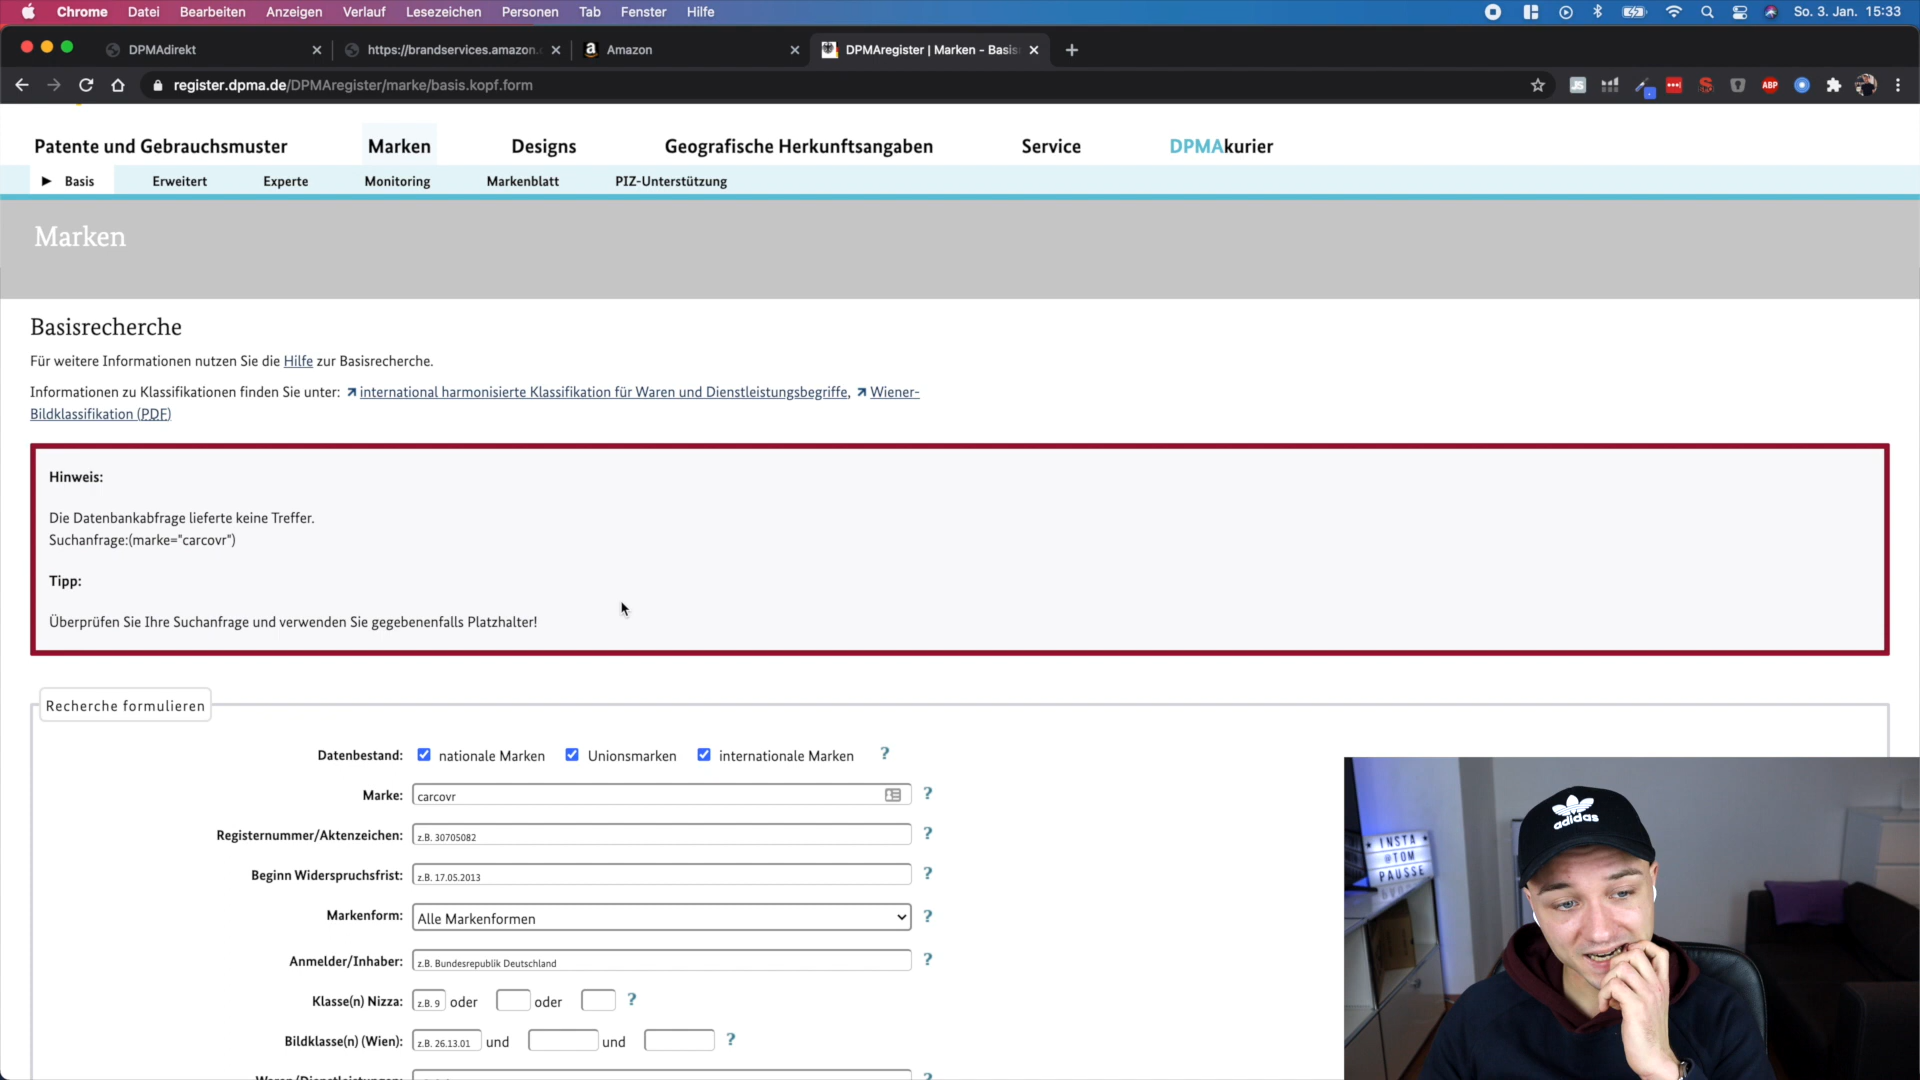 Chrome Datei Bearbeiten Anzeigen Verlauf Lesezeichen Personen Tab Fenster Hilfe So. 3. Jan. 15:33
DPMAdirekt https://brandservices.amazon. Amazon DPMAregister | Marken - Basis
register.dpma.de/DPMAregister/marke/basis.kopf.form ABP
Patente und Gebrauchsmuster Marken Designs Geografische Herkunftsangaben Service DPMAkurier
Basis Erweitert Experte Monitoring Markenblatt PIZ-Unterstützung
Marken
Basisrecherche
Für weitere Informationen nutzen Sie die Hilfe zur Basisrecherche.
Informationen zu Klassifikationen finden Sie unter: international harmonisierte Klassifikation für Waren und Dienstleistungsbegriffe, Wiener-
Bildklassifikation (PDF)
Hinweis:
Die Datenbankabfrage lieferte keine Treffer.
Suchanfrage:(marke="carcovr")
Tipp:
Überprüfen Sie Ihre Suchanfrage und verwenden Sie gegebenenfalls Platzhalter!
Recherche formulieren
Datenbestand: nationale Marken Unionsmarken internationale Marken ?
Marke: carcovr ?
Registernummer/Aktenzeichen: z.B. 30705082 ?
Beginn Widerspruchsfrist: z.B. 17.05.2013 ?
Markenform: Alle Markenformen ?
Anmelder/Inhaber: z.B. Bundesrepublik Deutschland ?
Klasse(n) Nizza: z.B. 9 oder oder ?
Bildklasse(n) (Wien): z.B. 26.13.01 und und ?
adidas
INSTA
@TOM
PAUSSE